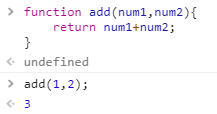 > function add(num1,num2){
      return num1+num2;
  }
< undefined
> add(1,2);
< 3